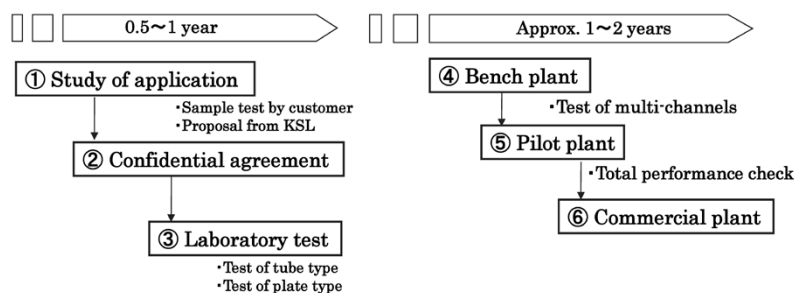 0.5～1 year
① Study of application
・Sample test by customer
・Proposal from KSL
② Confidential agreement
③ Laboratory test
・Test of tube type
・Test of plate type
Approx. 1～2 years
④ Bench plant
・Test of multi-channels
⑤ Pilot plant
・Total performance check
⑥ Commercial plant